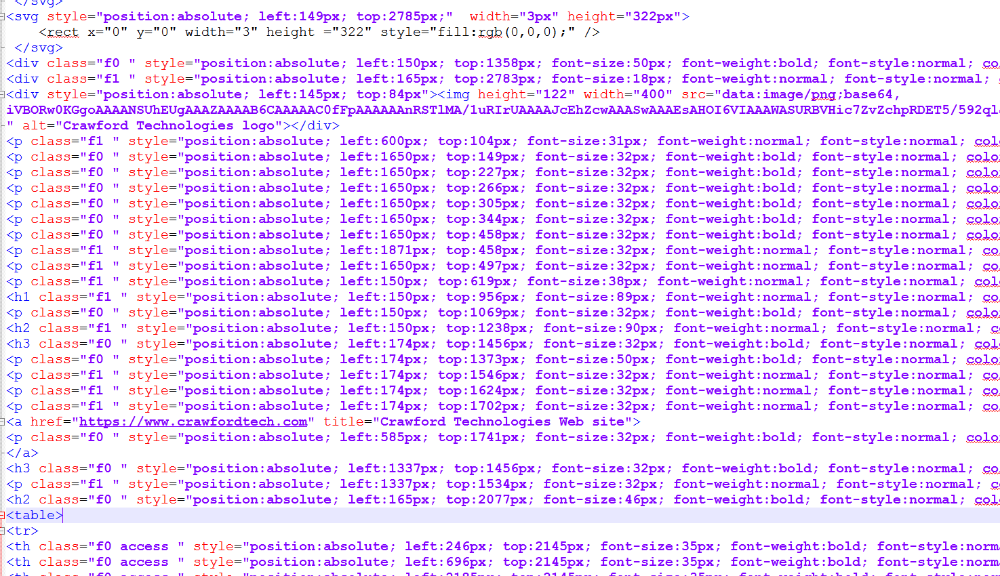 </svg>
<svg style="position:absolute; left:149px; top:2785px;"  width="3px" height="322px">
    <rect x="0" y="0" width="3" height ="322" style="fill:rgb(0,0,0);" />
 </svg>
<div class="f0 " style="position:absolute; left:150px; top:1358px; font-size:50px; font-weight:bold; font-style:normal; co
<div class="f1 " style="position:absolute; left:165px; top:2783px; font-size:18px; font-weight:normal; font-style:normal;
<div style="position:absolute; left:145px; top:84px"><img height="122" width="400" src="data:image/png;base64,
iVBORw0KGgoAAAANSUhEUgAAAZAAAAB6CAAAAAC0fFpAAAAAAnRSTlMA/1uRIrUAAAAJcEhZcwAAASwAAAEsAHOI6VIAAAWASURBVHic7ZvZchpRDET5/592ql
" alt="Crawford Technologies logo"></div>
<p class="f1 " style="position:absolute; left:600px; top:104px; font-size:31px; font-weight:normal; font-style:normal; col
<p class="f0 " style="position:absolute; left:1650px; top:149px; font-size:32px; font-weight:bold; font-style:normal; colo
<p class="f0 " style="position:absolute; left:1650px; top:227px; font-size:32px; font-weight:bold; font-style:normal; colo
<p class="f0 " style="position:absolute; left:1650px; top:266px; font-size:32px; font-weight:bold; font-style:normal; colo
<p class="f0 " style="position:absolute; left:1650px; top:305px; font-size:32px; font-weight:bold; font-style:normal; colo
<p class="f0 " style="position:absolute; left:1650px; top:344px; font-size:32px; font-weight:bold; font-style:normal; colo
<p class="f0 " style="position:absolute; left:1650px; top:458px; font-size:32px; font-weight:bold; font-style:normal; colo
<p class="f1 " style="position:absolute; left:1871px; top:458px; font-size:32px; font-weight:normal; font-style:normal; co
<p class="f1 " style="position:absolute; left:1650px; top:497px; font-size:32px; font-weight:normal; font-style:normal; co
<p class="f1 " style="position:absolute; left:150px; top:619px; font-size:38px; font-weight:normal; font-style:normal; col
<h1 class="f1 " style="position:absolute; left:150px; top:956px; font-size:89px; font-weight:normal; font-style:normal; co
<p class="f0 " style="position:absolute; left:150px; top:1069px; font-size:32px; font-weight:bold; font-style:normal; colo
<h2 class="f1 " style="position:absolute; left:150px; top:1238px; font-size:90px; font-weight:normal; font-style:normal; c
<h3 class="f0 " style="position:absolute; left:174px; top:1456px; font-size:32px; font-weight:bold; font-style:normal; col
<p class="f0 " style="position:absolute; left:174px; top:1373px; font-size:50px; font-weight:bold; font-style:normal; colo
<p class="f1 " style="position:absolute; left:174px; top:1546px; font-size:32px; font-weight:normal; font-style:normal; co
<p class="f1 " style="position:absolute; left:174px; top:1624px; font-size:32px; font-weight:normal; font-style:normal; co
<p class="f1 " style="position:absolute; left:174px; top:1702px; font-size:32px; font-weight:normal; font-style:normal; co
<a href="https://www.crawfordtech.com" title="Crawford Technologies Web site">
<p class="f0 " style="position:absolute; left:585px; top:1741px; font-size:32px; font-weight:bold; font-style:normal; colo
</a>
<h3 class="f0 " style="position:absolute; left:1337px; top:1456px; font-size:32px; font-weight:bold; font-style:normal; co
<p class="f1 " style="position:absolute; left:1337px; top:1534px; font-size:32px; font-weight:normal; font-style:normal; c
<h2 class="f0 " style="position:absolute; left:165px; top:2077px; font-size:46px; font-weight:bold; font-style:normal; col
<table>
<tr>
<th class="f0 access " style="position:absolute; left:246px; top:2145px; font-size:35px; font-weight:bold; font-style:norm
<th class="f0 access " style="position:absolute; left:696px; top:2145px; font-size:35px; font-weight:bold; font-style:norm